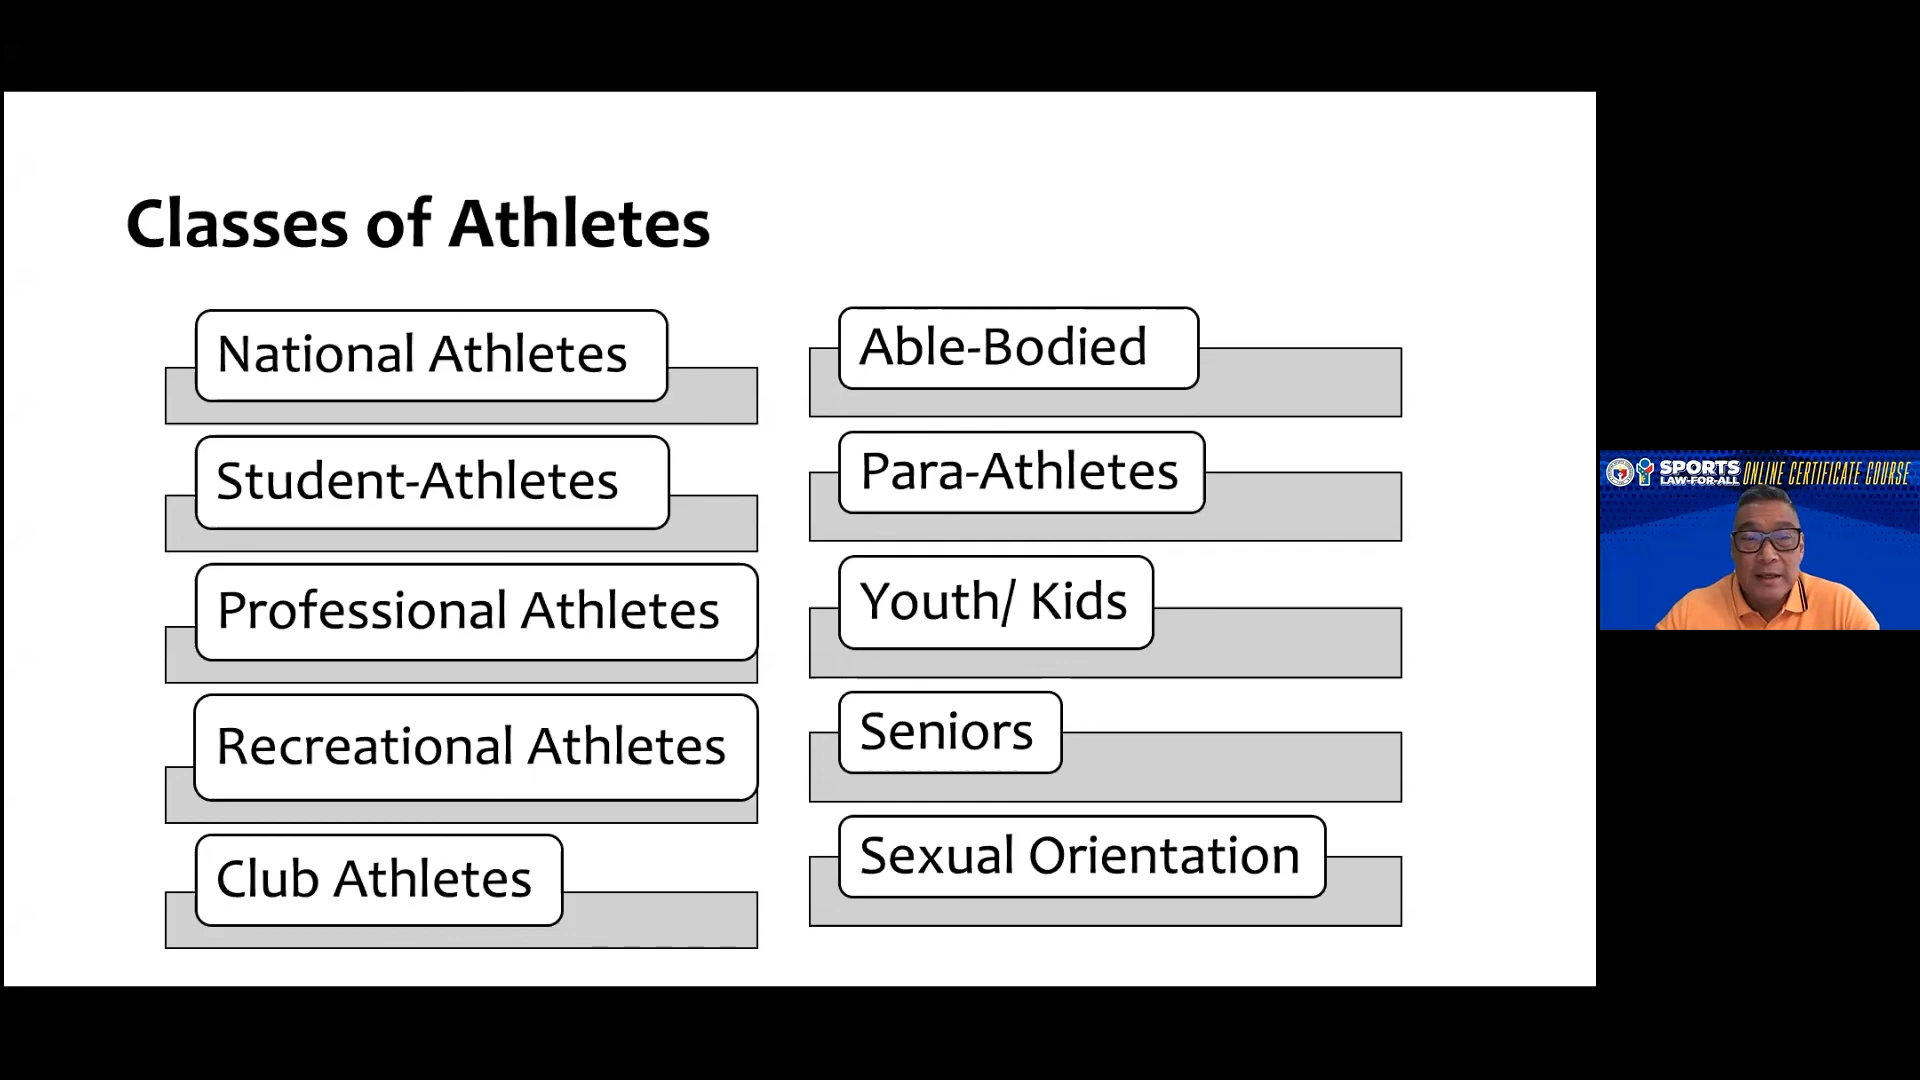 Classes of Athletes
National Athletes
Student-Athletes
Professional Athletes
Recreational Athletes
Club Athletes
Able-Bodied
Para-Athletes
Youth/ Kids
Seniors
Sexual Orientation
SPORTS
LAW-FOR-ALL
ONLINE CERTIFICATE COURSE